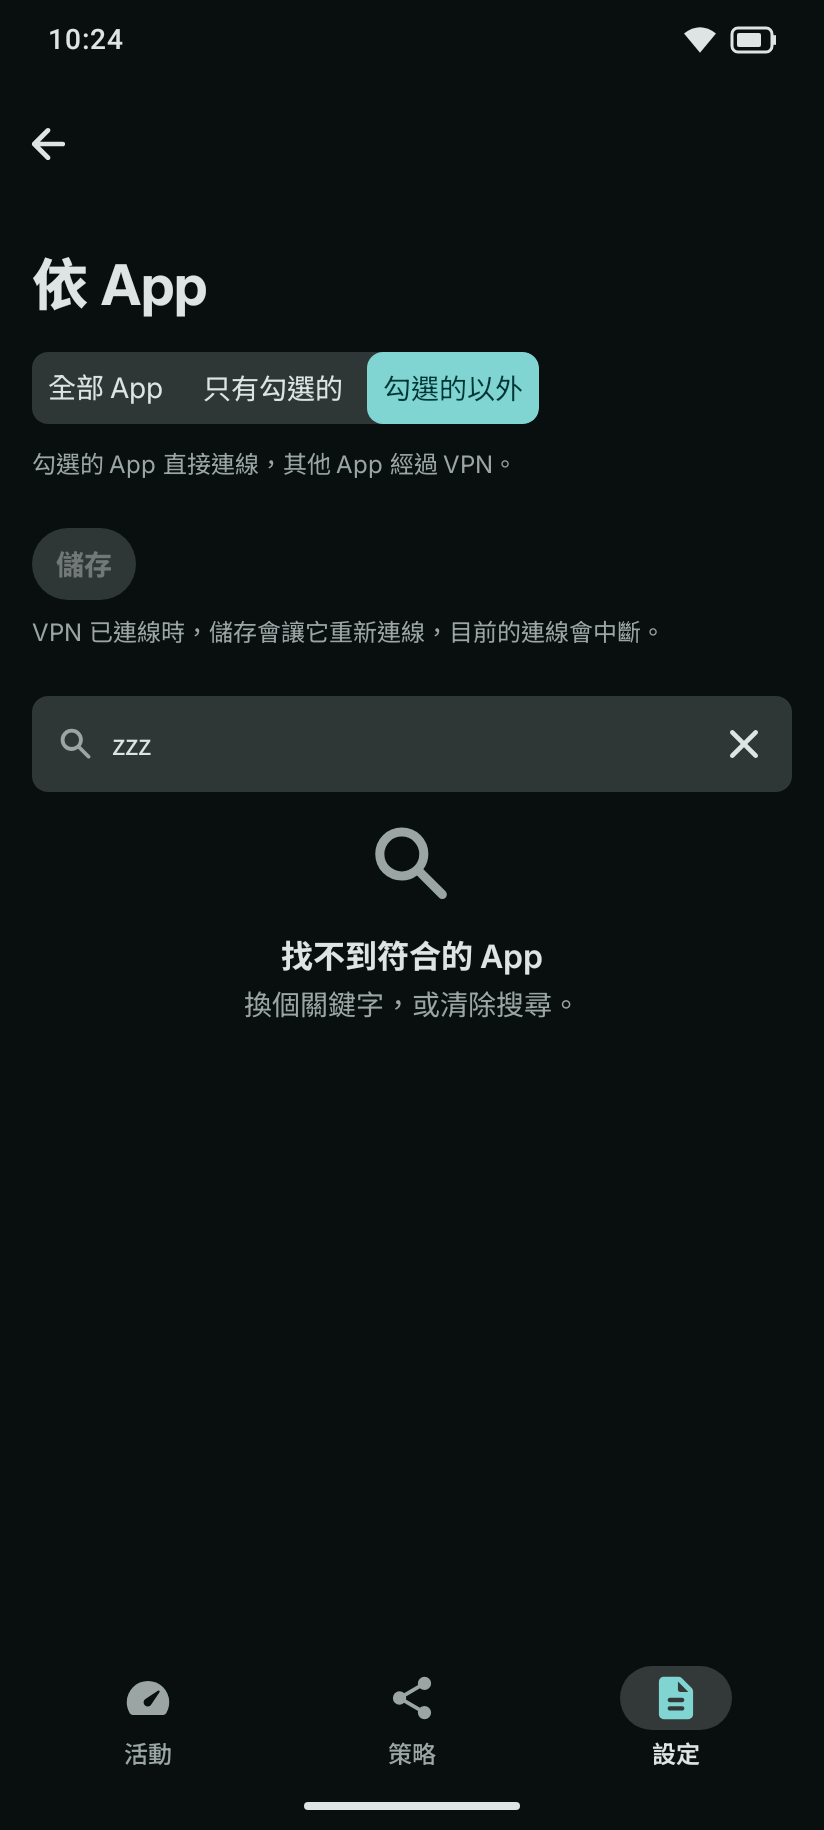 10:24
依 App
全部 App 只有勾選的 勾選的以外
勾選的 App 直接連線，其他 App 經過 VPN。
儲存
VPN 已連線時，儲存會讓它重新連線，目前的連線會中斷。
zzz
找不到符合的 App
換個關鍵字，或清除搜尋。
活動 策略 設定